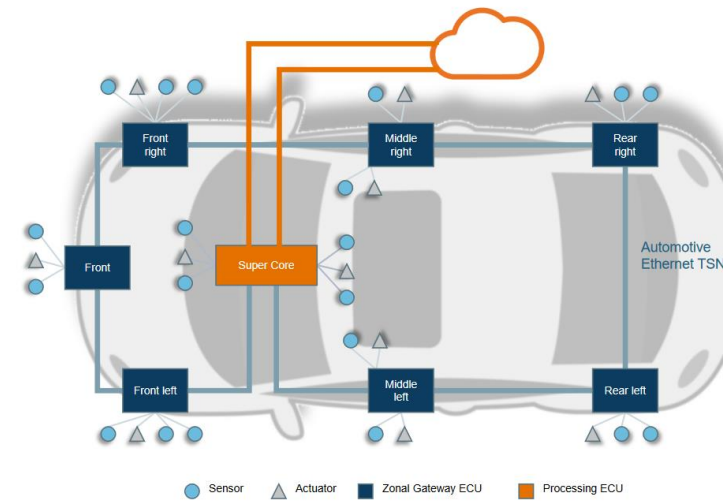 Front
right
Middle
right
Rear
right
Front
Super Core
Automotive
Ethernet TSN
Front left
Middle
left
Rear left
Sensor
Actuator
Zonal Gateway ECU
Processing ECU